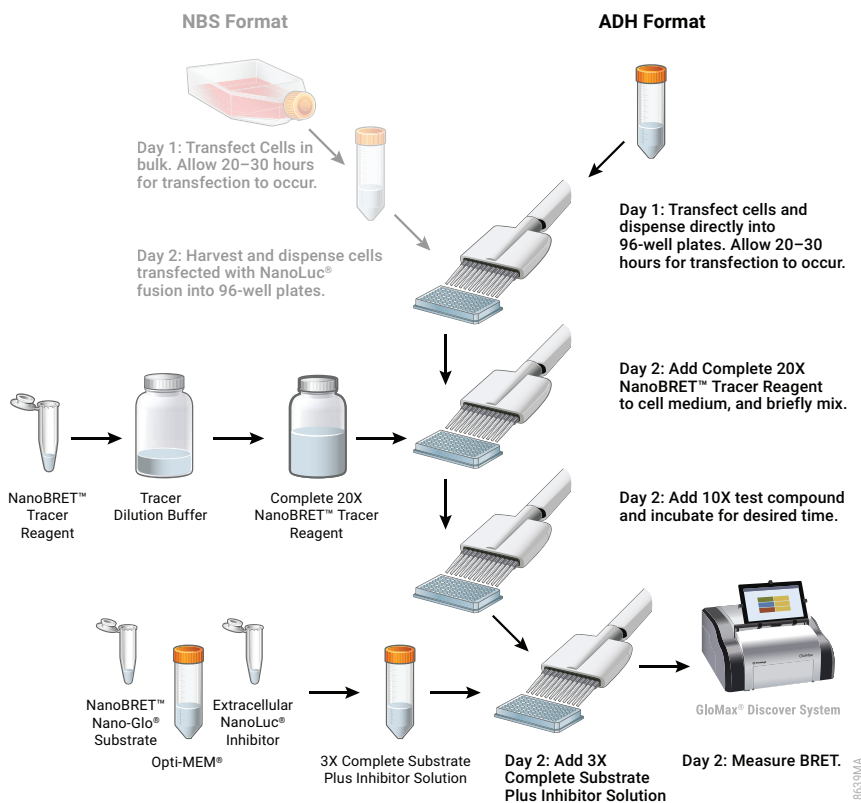 NBS Format
ADH Format
Day 1: Transfect Cells in
bulk. Allow 20–30 hours
for transfection to occur.
Day 1: Transfect cells and
dispense directly into
96-well plates. Allow 20–30
hours for transfection to occur.
Day 2: Harvest and dispense cells
transfected with NanoLuc®
fusion into 96-well plates.
Day 2: Add Complete 20X
NanoBRET™ Tracer Reagent
to cell medium, and briefly mix.
NanoBRET™
Tracer
Reagent
Tracer
Dilution Buffer
Complete 20X
NanoBRET™ Tracer
Reagent
Day 2: Add 10X test compound
and incubate for desired time.
NanoBRET™
Nano-Glo®
Substrate
Extracellular
NanoLuc®
Inhibitor
Opti-MEM®
3X Complete Substrate
Plus Inhibitor Solution
Day 2: Add 3X
Complete Substrate
Plus Inhibitor Solution
GloMax® Discover System
Day 2: Measure BRET.
8639MA